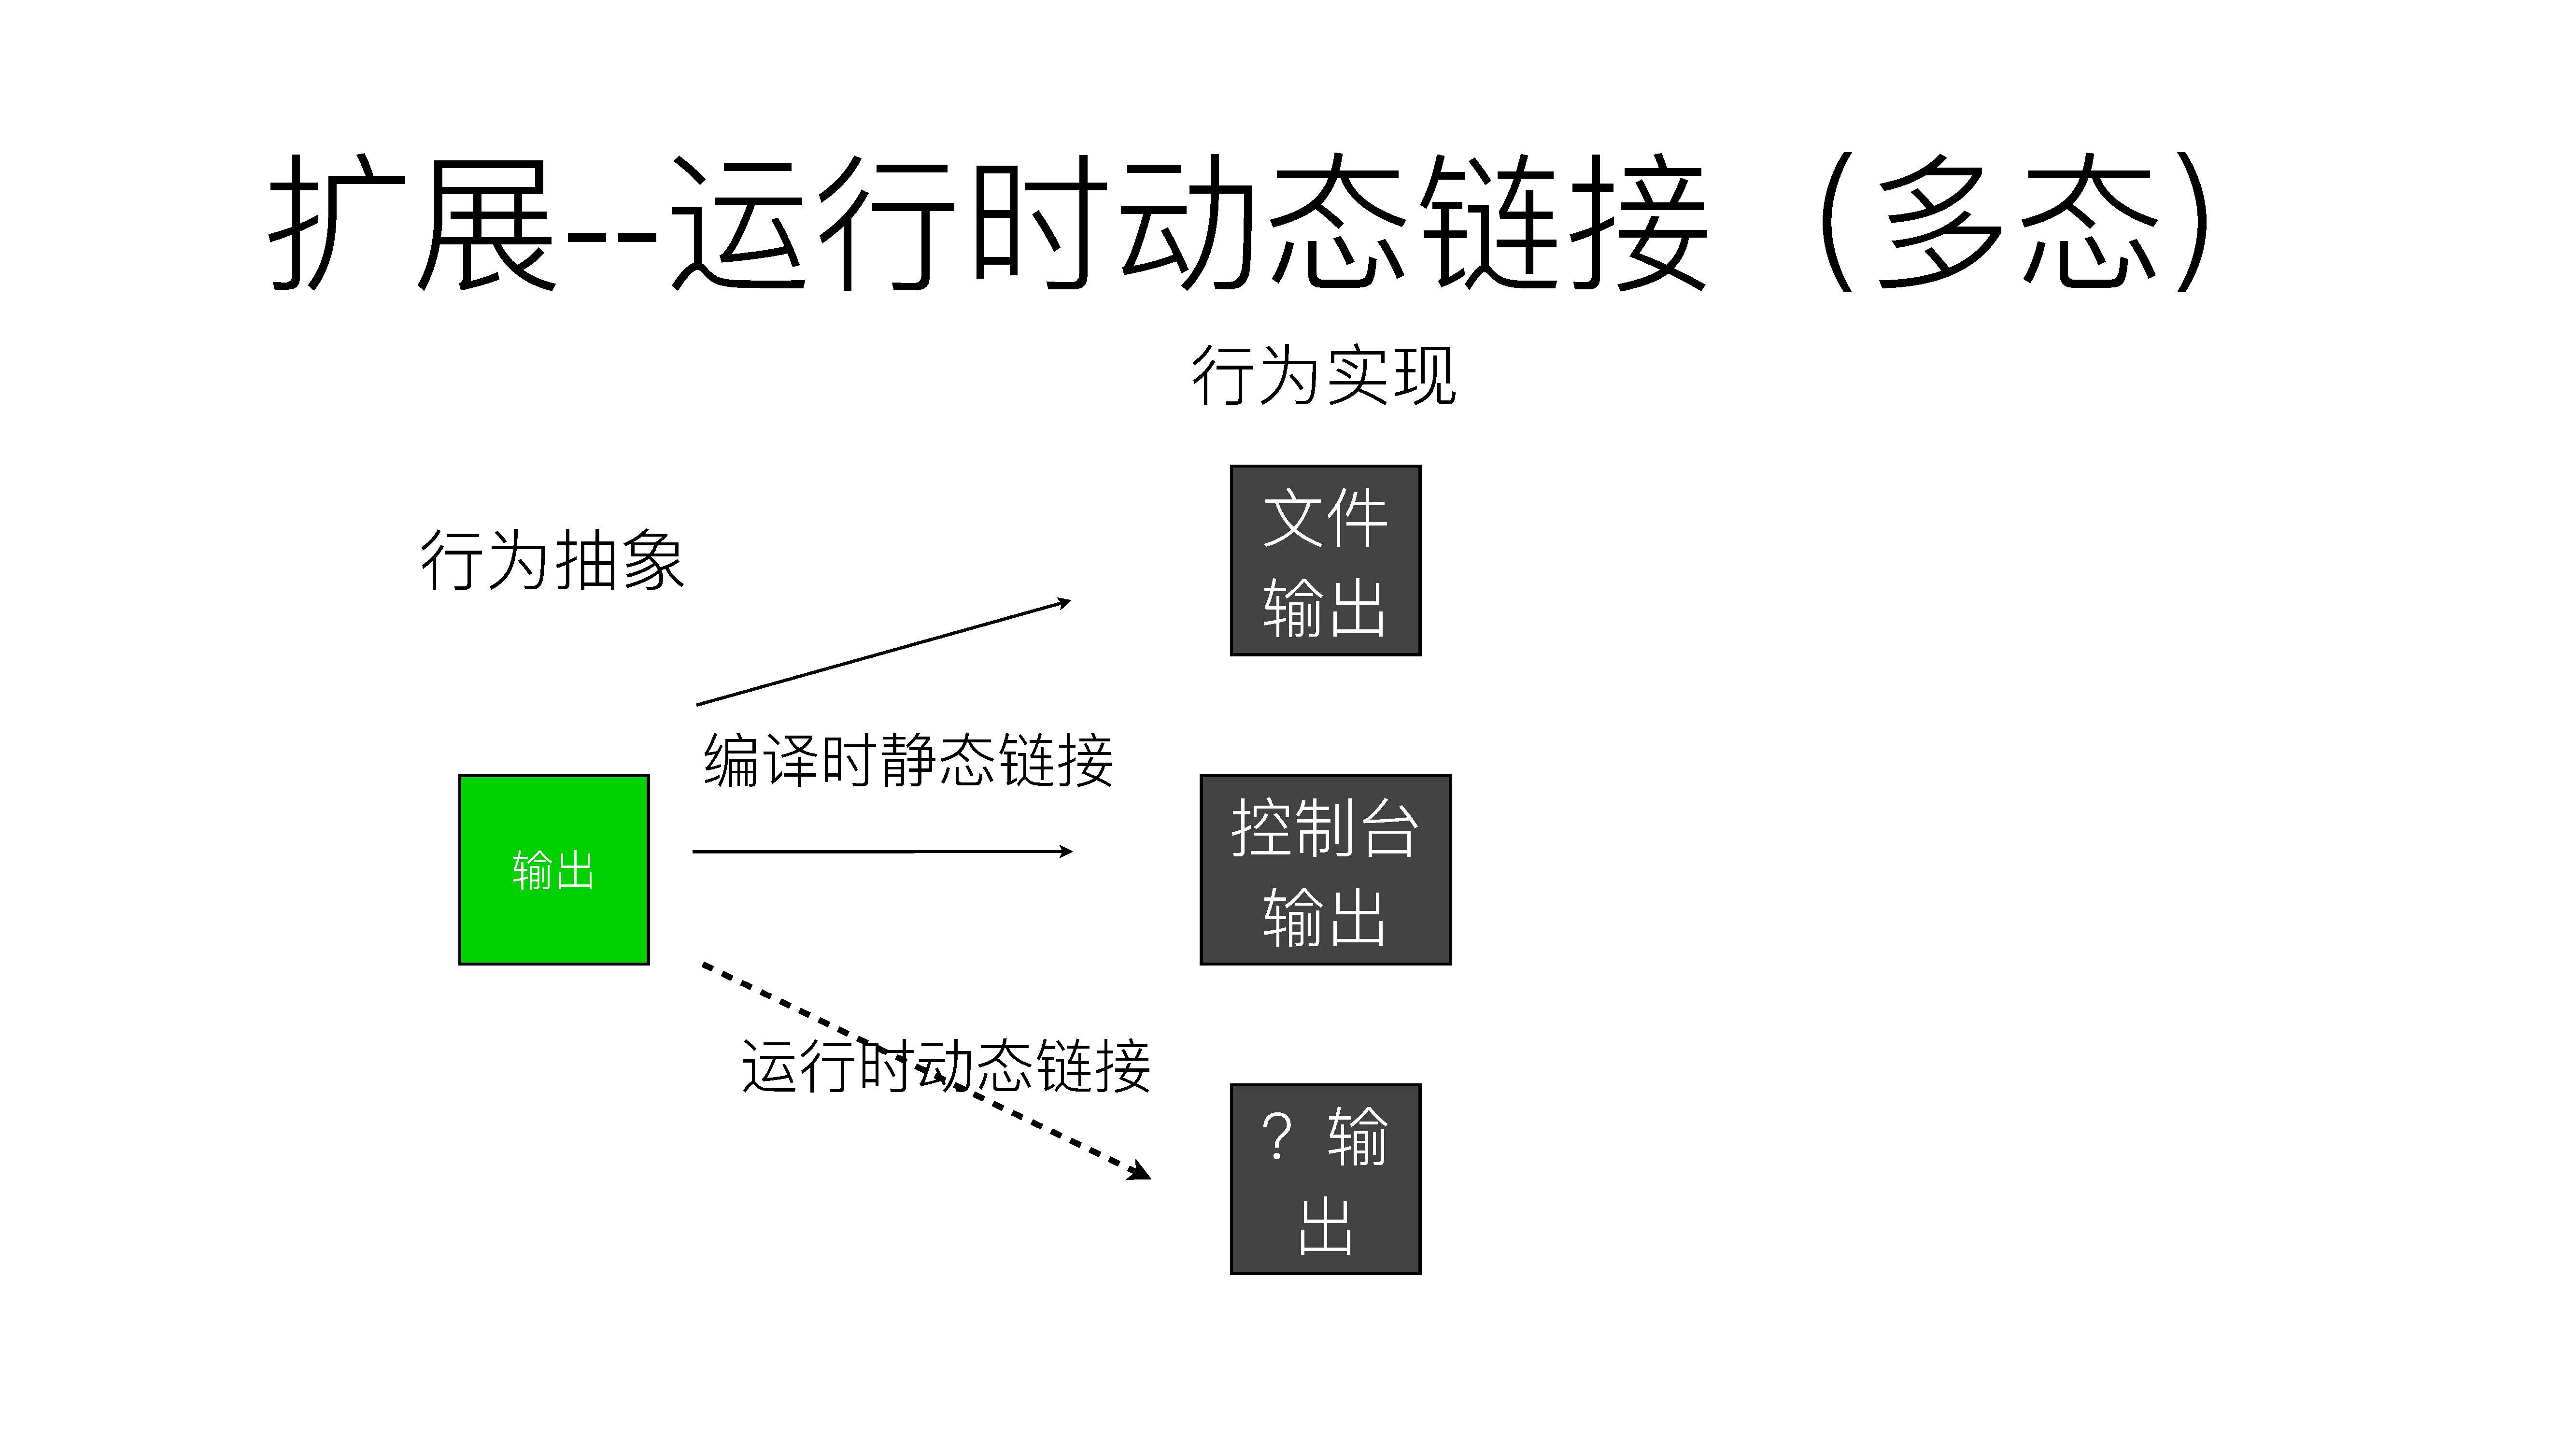 扩展--运行时动态链接（多态）
行为实现
行为抽象
文件
输出
编译时静态链接
输出
控制台
输出
运行时动态链接
？输
出